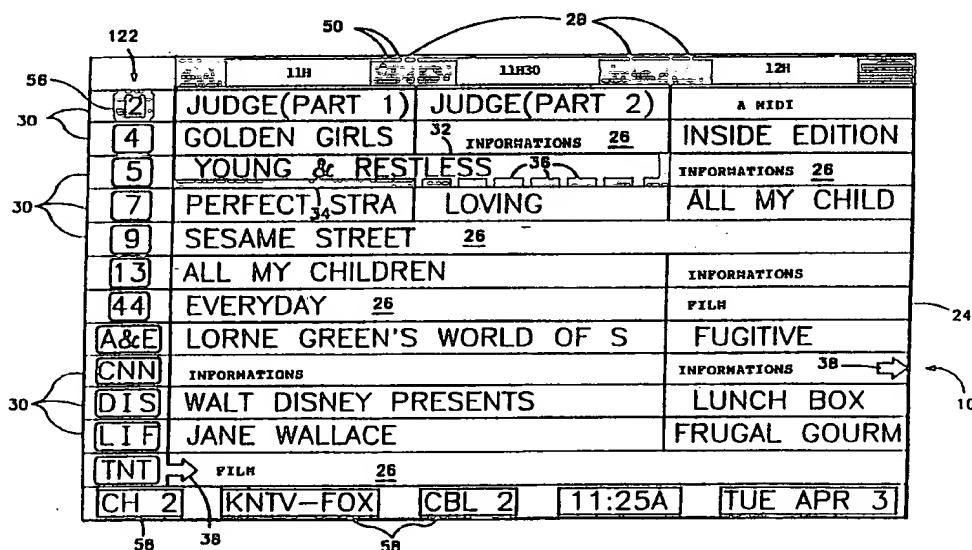 50 28
122
11H 11H30 12H
56
30
2 JUDGE(PART 1) JUDGE(PART 2) A MIDI
4 GOLDEN GIRLS 32 INFORMATIONS 26 INSIDE EDITION
5 YOUNG & RESTLESS 36 INFORMATIONS 26
30 7 PERFECT STRA 34 LOVING ALL MY CHILD
9 SESAME STREET 26
13 ALL MY CHILDREN INFORMATIONS
44 EVERYDAY 26 FILM
24
A&E LORNE GREEN'S WORLD OF S FUGITIVE
CNN INFORMATIONS INFORMATIONS 38
30 DIS WALT DISNEY PRESENTS LUNCH BOX 10
LIF JANE WALLACE FRUGAL GOURM
TNT FILM 26
CH 2 KNTV-FOX CBL 2 11:25A TUE APR 3
58 38 58